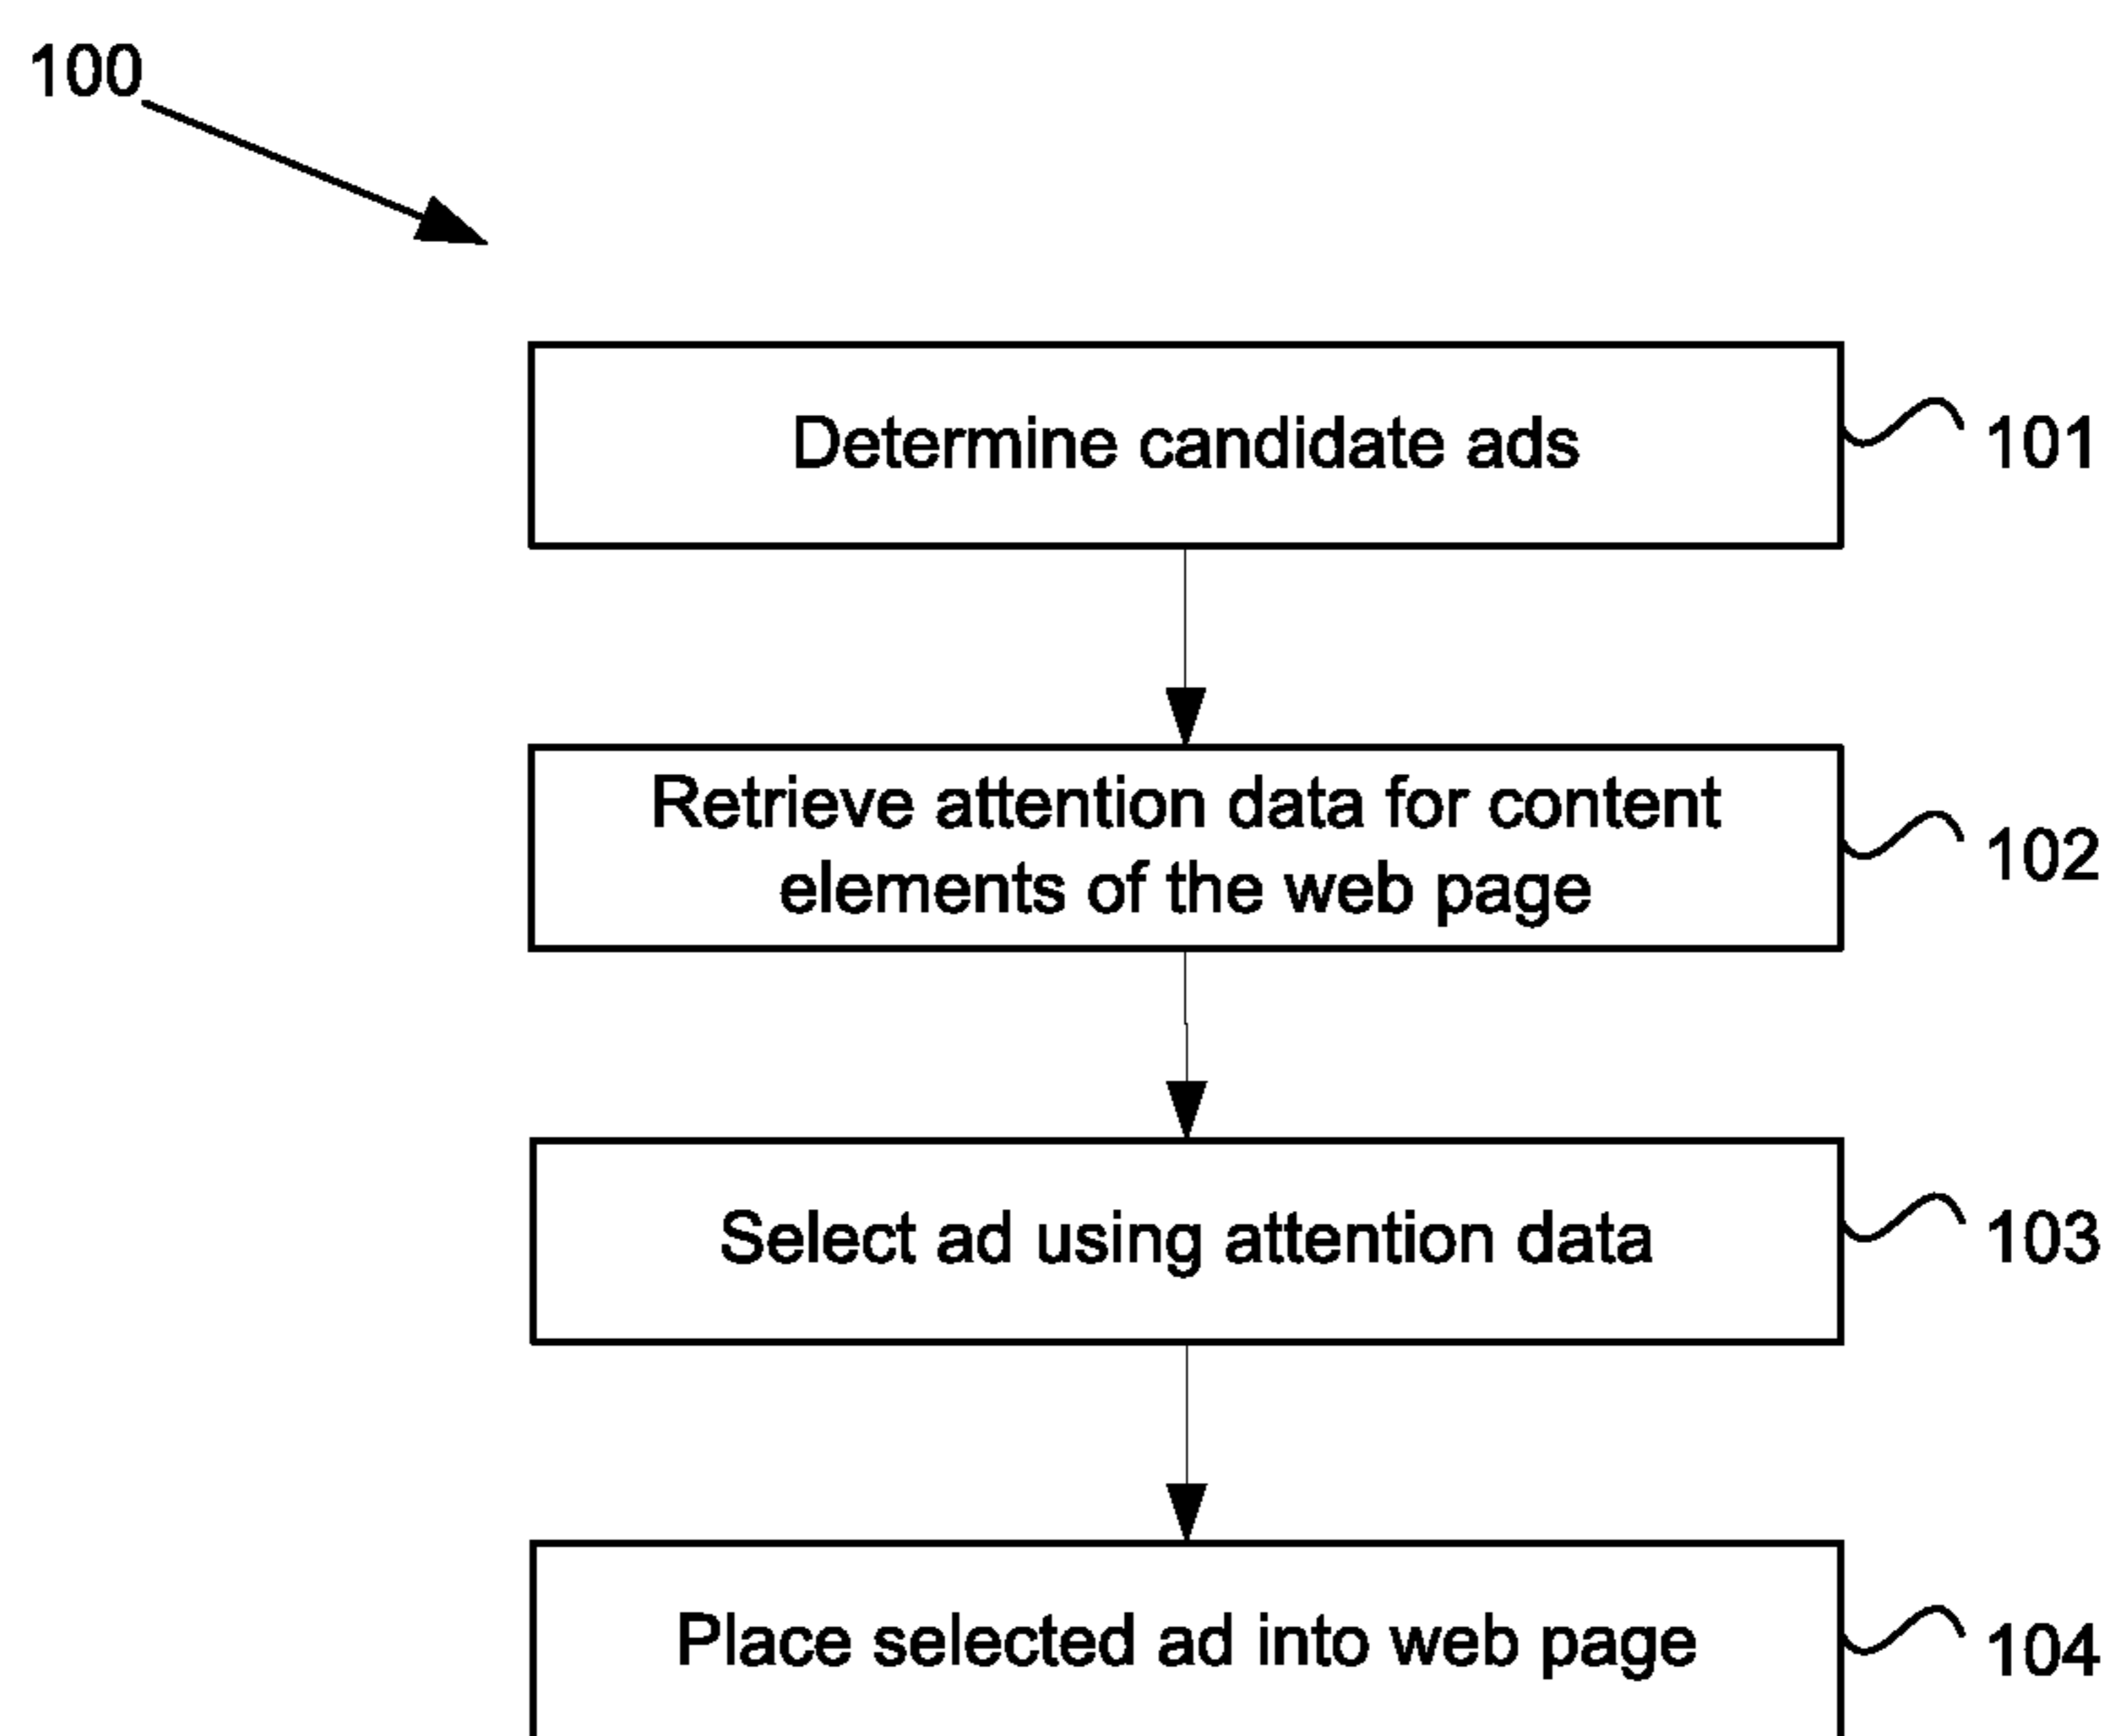 100
Determine candidate ads
101
Retrieve attention data for content
elements of the web page
102
Select ad using attention data
103
Place selected ad into web page
104